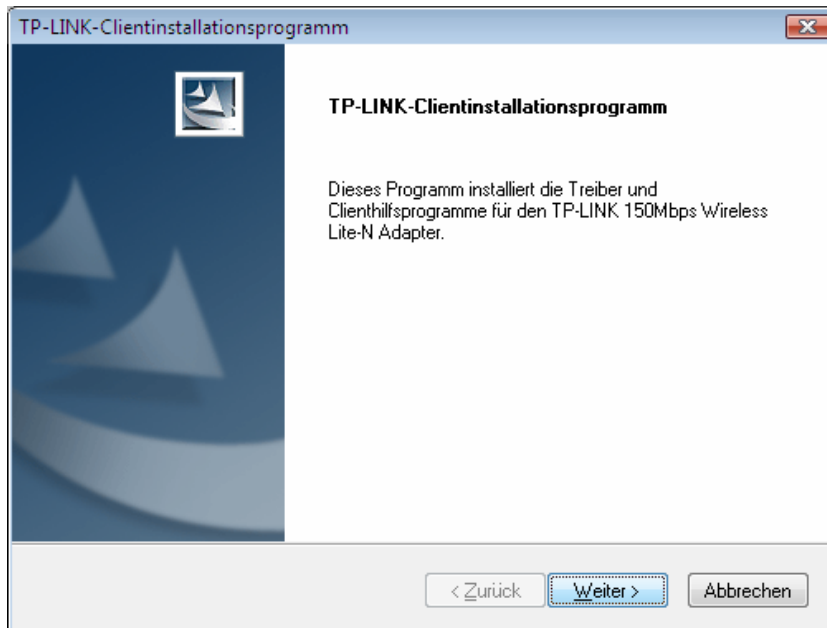 TP-LINK-Clientinstallationsprogramm
TP-LINK-Clientinstallationsprogramm
Dieses Programm installiert die Treiber und
Clienthilfsprogramme für den TP-LINK 150Mbps Wireless
Lite-N Adapter.
< Zurück Weiter > Abbrechen